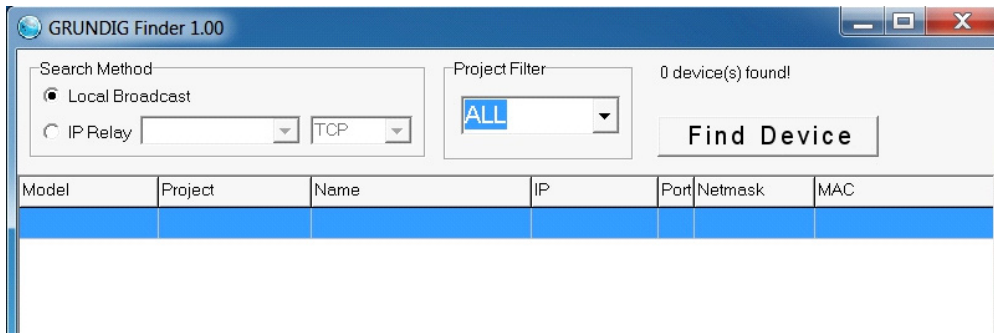 GRUNDIG Finder 1.00
Search Method
Local Broadcast
IP Relay
TCP
Project Filter
ALL
0 device(s) found!
Find Device
Model Project Name IP Port Netmask MAC